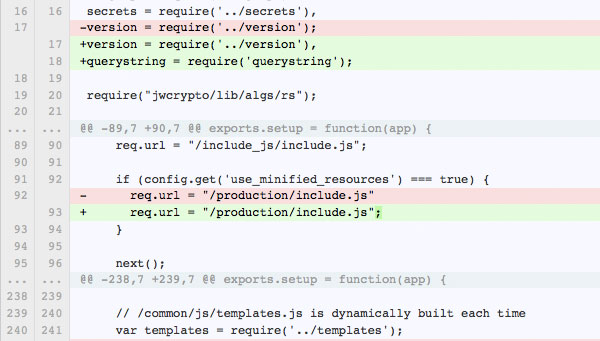 16 16 secrets = require('../secrets'),
17 -version = require('../version');
17 +version = require('../version'),
18 +querystring = require('querystring');
18 19
19 20 require("jwcrypto/lib/algs/rs");
20 21
... ... @@ -89,7 +90,7 @@ exports.setup = function(app) {
89 90 req.url = "/include_js/include.js";
90 91
91 92 if (config.get('use_minified_resources') === true) {
92 - req.url = "/production/include.js"
93 + req.url = "/production/include.js";
93 94 }
94 95
95 96 next();
... ... @@ -238,7 +239,7 @@ exports.setup = function(app) {
238 239
239 240 // /common/js/templates.js is dynamically built each time
240 241 var templates = require('../templates');